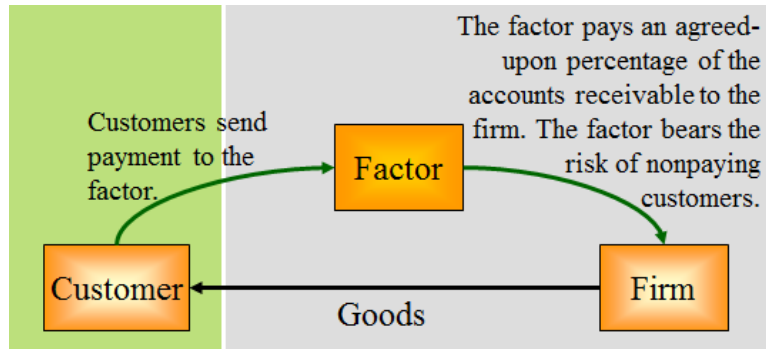 The factor pays an agreed-
upon percentage of the
accounts receivable to the
firm. The factor bears the
risk of nonpaying
customers.
Customers send
payment to the
factor.
Factor
Customer
Firm
Goods